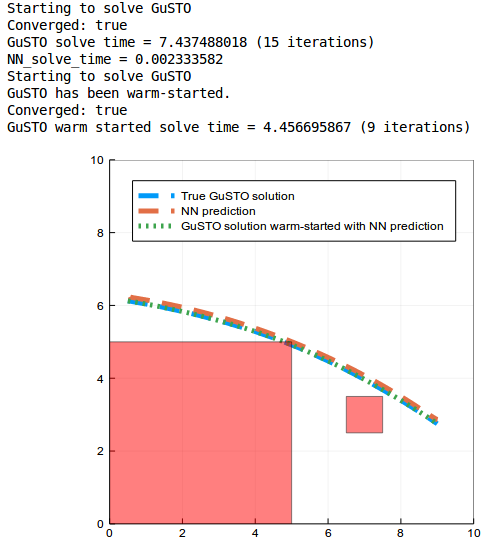 Starting to solve GuSTO
Converged: true
GuSTO solve time = 7.437488018 (15 iterations)
NN_solve_time = 0.002333582
Starting to solve GuSTO
GuSTO has been warm-started.
Converged: true
GuSTO warm started solve time = 4.456695867 (9 iterations)
10
True GuSTO solution
NN prediction
GuSTO solution warm-started with NN prediction
8
6
4
2
0
0 2 4 6 8 10